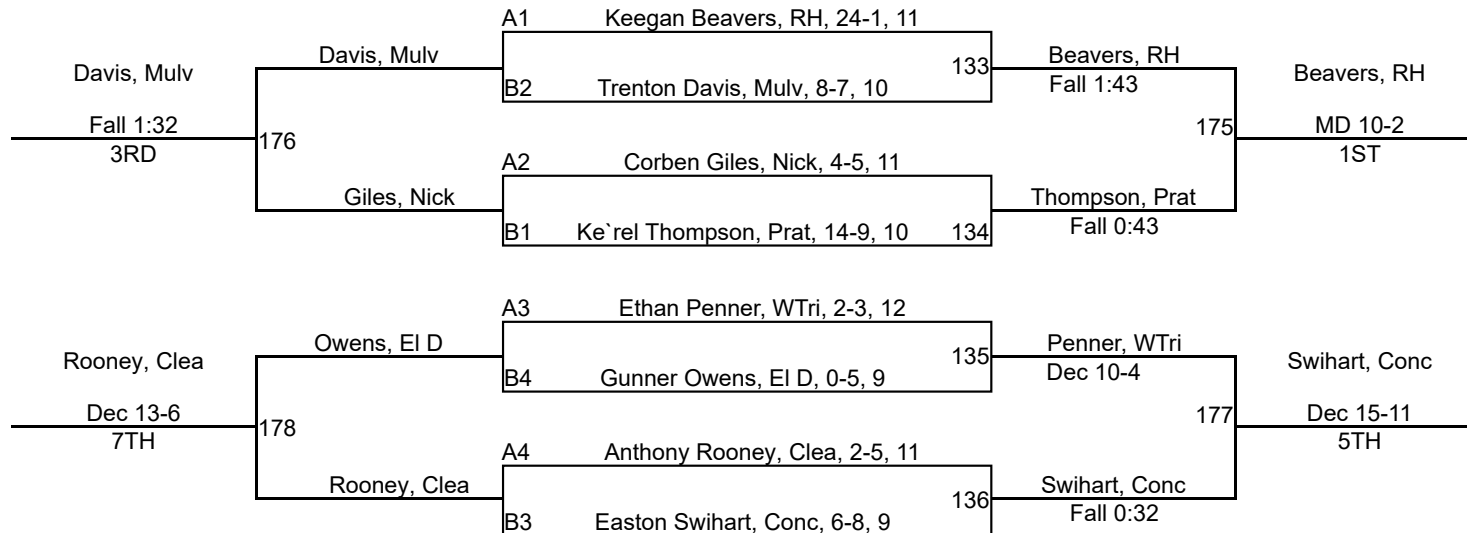 A1 Keegan Beavers, RH, 24-1, 11
Davis, Mulv
Beavers, RH
133
Davis, Mulv
Beavers, RH
B2 Trenton Davis, Mulv, 8-7, 10
Fall 1:43
Fall 1:32
175
MD 10-2
176
3RD
1ST
A2 Corben Giles, Nick, 4-5, 11
Giles, Nick
Thompson, Prat
B1 Ke`rel Thompson, Prat, 14-9, 10 134
Fall 0:43
A3 Ethan Penner, WTri, 2-3, 12
Owens, El D
135
Penner, WTri
Rooney, Clea
Swihart, Conc
B4 Gunner Owens, El D, 0-5, 9
Dec 10-4
Dec 13-6
177
Dec 15-11
178
7TH
5TH
A4 Anthony Rooney, Clea, 2-5, 11
Rooney, Clea
136
Swihart, Conc
B3 Easton Swihart, Conc, 6-8, 9
Fall 0:32